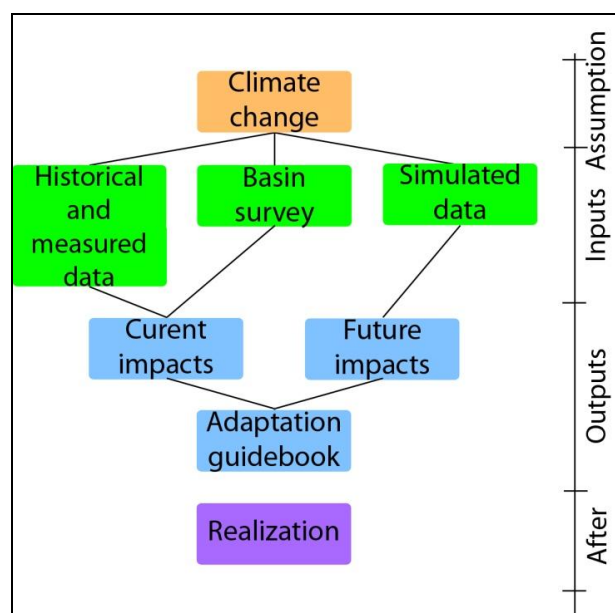 Climate
change
Historical
and
measured
data
Basin
survey
Simulated
data
Curent
impacts
Future
impacts
Adaptation
guidebook
Realization
Assumption
Inputs
Outputs
After